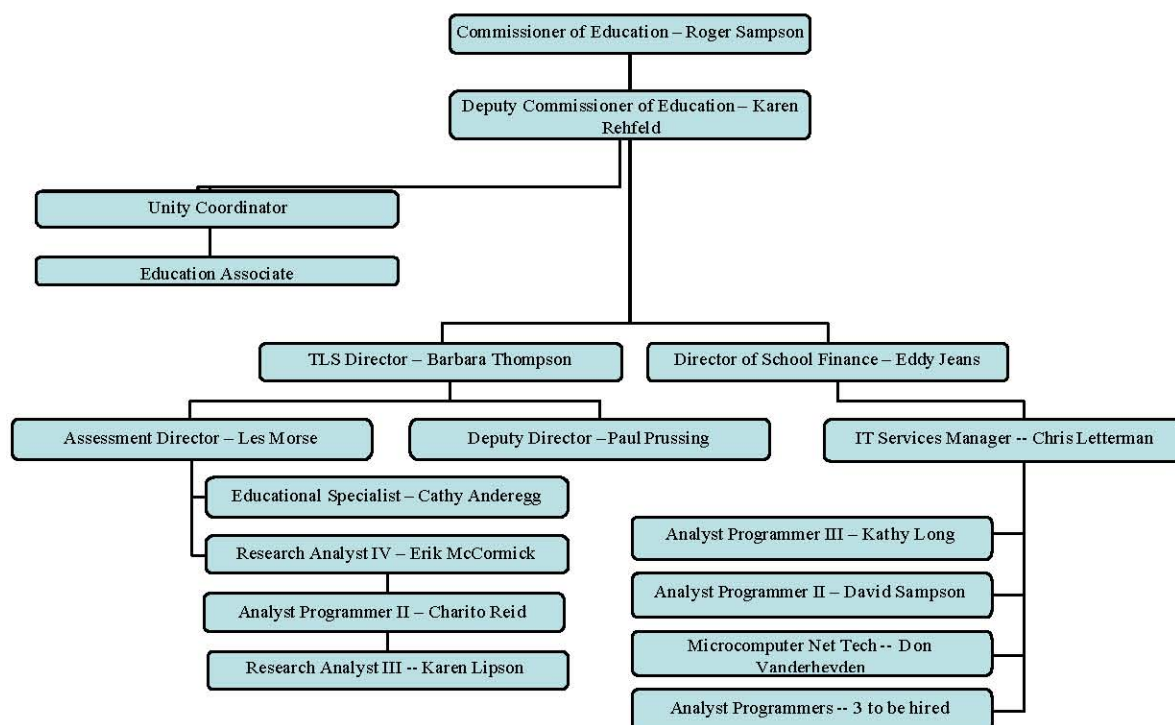 Commissioner of Education – Roger Sampson
Deputy Commissioner of Education – Karen
Rehfeld
Unity Coordinator
Education Associate
TLS Director – Barbara Thompson
Director of School Finance – Eddy Jeans
Assessment Director – Les Morse
Deputy Director – Paul Prussing
IT Services Manager -- Chris Letterman
Educational Specialist – Cathy Anderegg
Research Analyst IV – Erik McCormick
Analyst Programmer II – Charito Reid
Research Analyst III -- Karen Lipson
Analyst Programmer III – Kathy Long
Analyst Programmer II – David Sampson
Microcomputer Net Tech -- Don
Vanderheyden
Analyst Programmers -- 3 to be hired